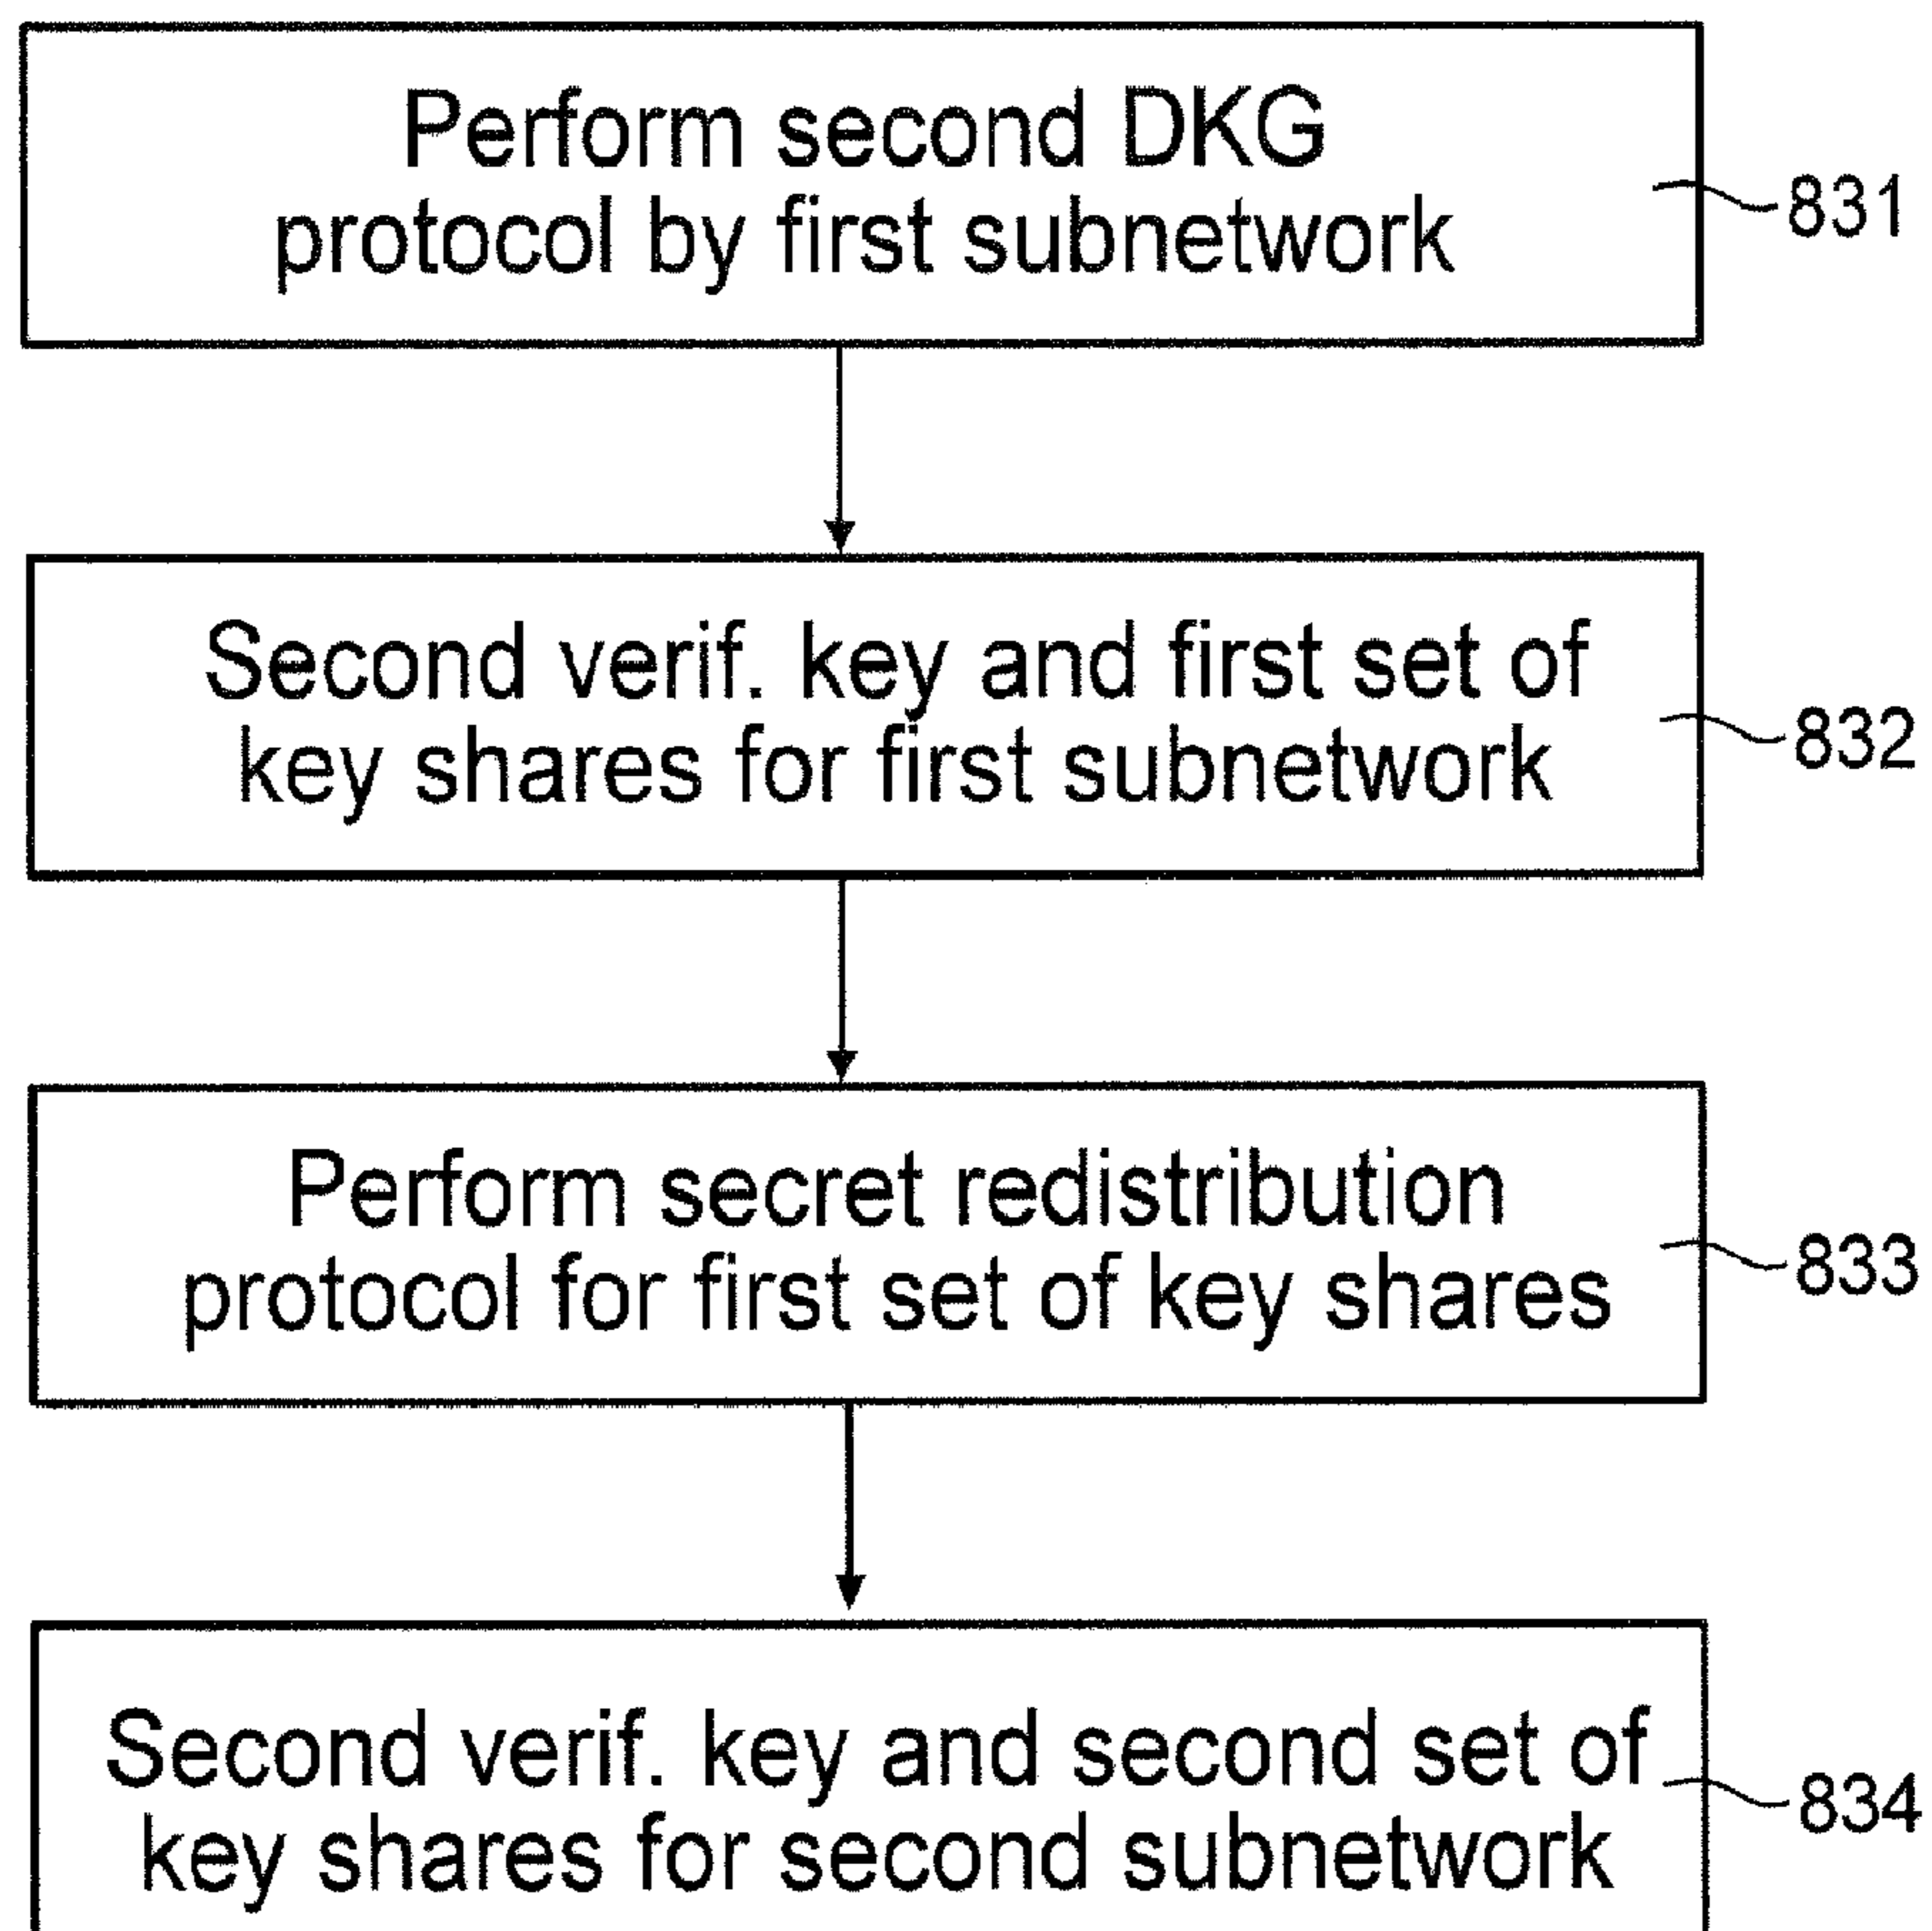 Perform second DKG
protocol by first subnetwork
831
Second verif. key and first set of
key shares for first subnetwork
832
Perform secret redistribution
protocol for first set of key shares
833
Second verif. key and second set of
key shares for second subnetwork
834